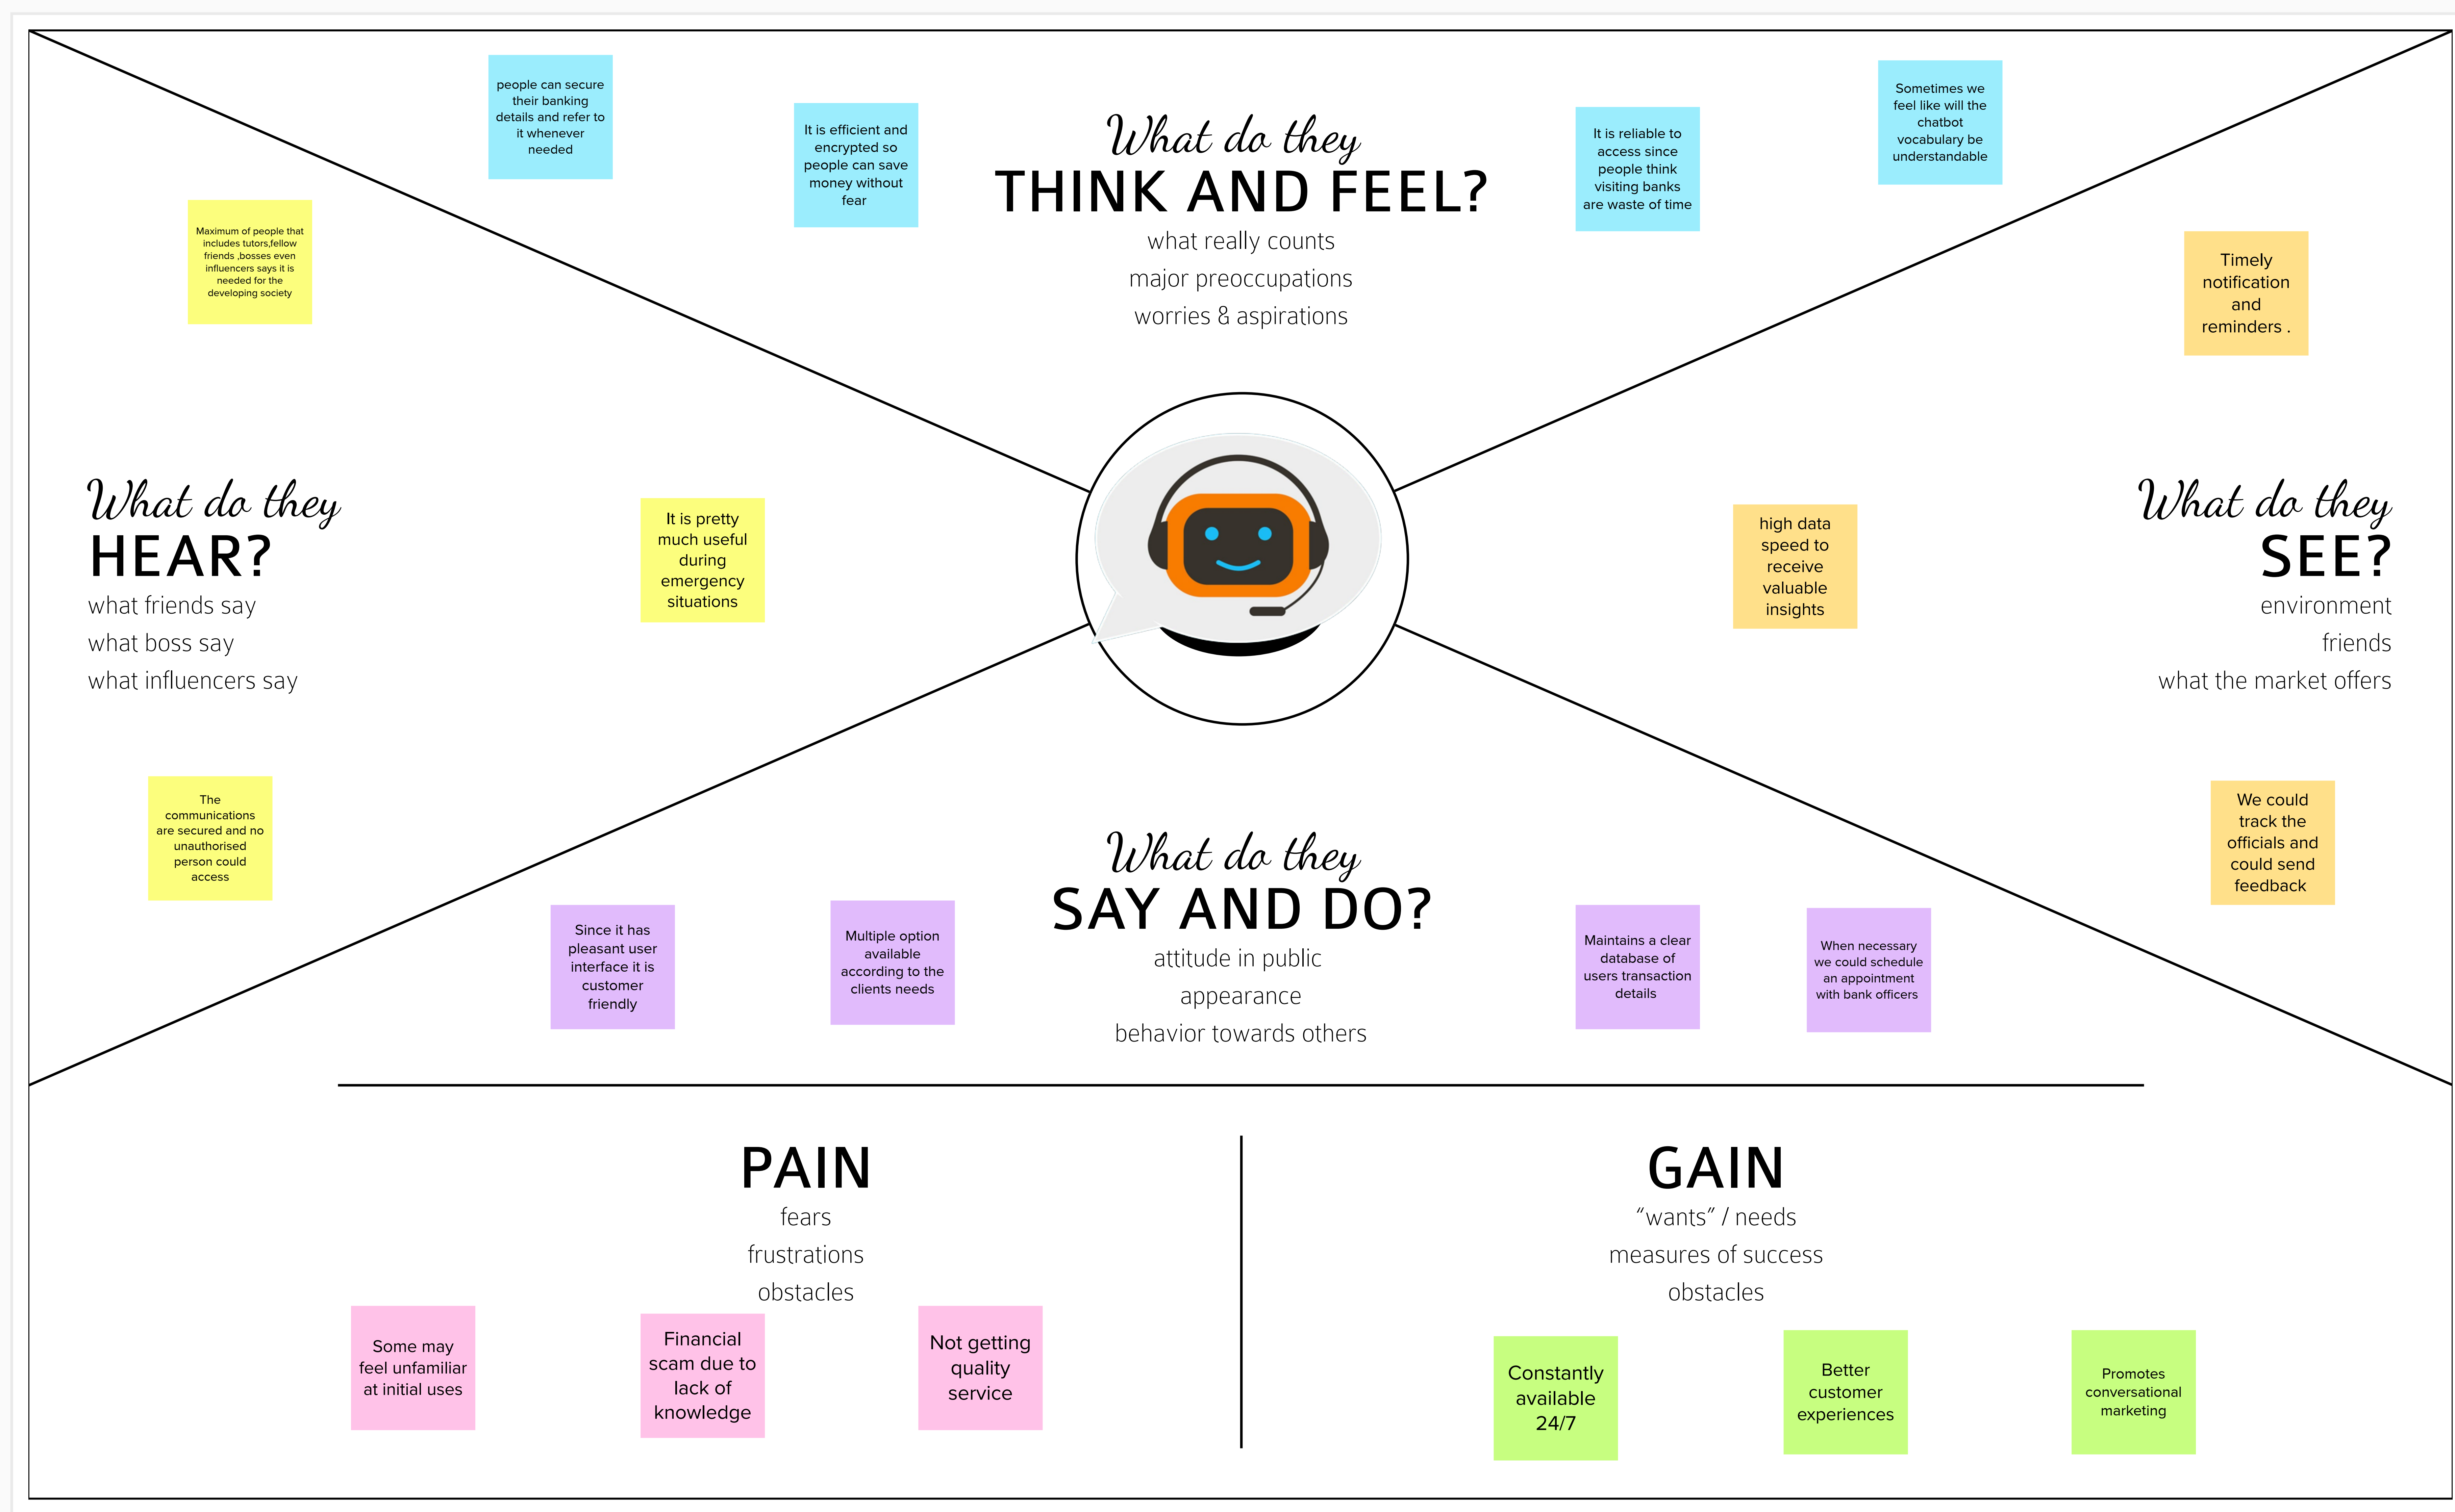 people can secure
their banking
details and refer to
it whenever
needed
It is efficient and
encrypted so
people can save
money without
fear
What do they
THINK AND FEEL?
what really counts
major preoccupations
worries & aspirations
It is reliable to
access since
people think
visiting banks
are waste of time
Sometimes we
feel like will the
chatbot
vocabulary be
understandable
Maximum of people that
includes tutors,fellow
friends ,bosses even
influencers says it is
needed for the
developing society
What do they
HEAR?
what friends say
what boss say
what influencers say
It is pretty
much useful
during
emergency
situations
The
communications
are secured and no
unauthorised
person could
access
Timely
notification
and
reminders .
high data
speed to
receive
valuable
insights
What do they
SEE?
environment
friends
what the market offers
We could
track the
officials and
could send
feedback
Since it has
pleasant user
interface it is
customer
friendly
Multiple option
available
according to the
clients needs
What do they
SAY AND DO?
attitude in public
appearance
behavior towards others
Maintains a clear
database of
users transaction
details
When necessary
we could schedule
an appointment
with bank officers
PAIN
fears
frustrations
obstacles
Some may
feel unfamiliar
at initial uses
Financial
scam due to
lack of
knowledge
Not getting
quality
service
GAIN
“wants” / needs
measures of success
obstacles
Constantly
available
24/7
Better
customer
experiences
Promotes
conversational
marketing